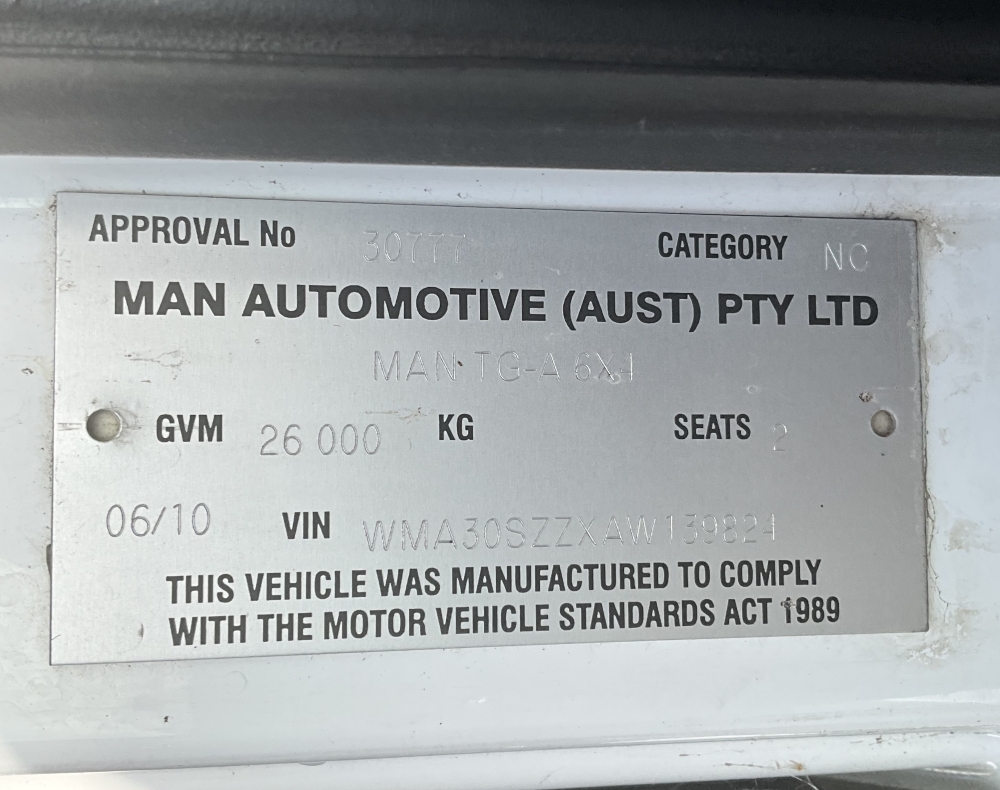 APPROVAL No 30777 CATEGORY NC
MAN AUTOMOTIVE (AUST) PTY LTD
MAN TG-A 6X4
GVM 26 000 KG SEATS 2
06/10 VIN WMA30SZZXAW139824
THIS VEHICLE WAS MANUFACTURED TO COMPLY
WITH THE MOTOR VEHICLE STANDARDS ACT 1989